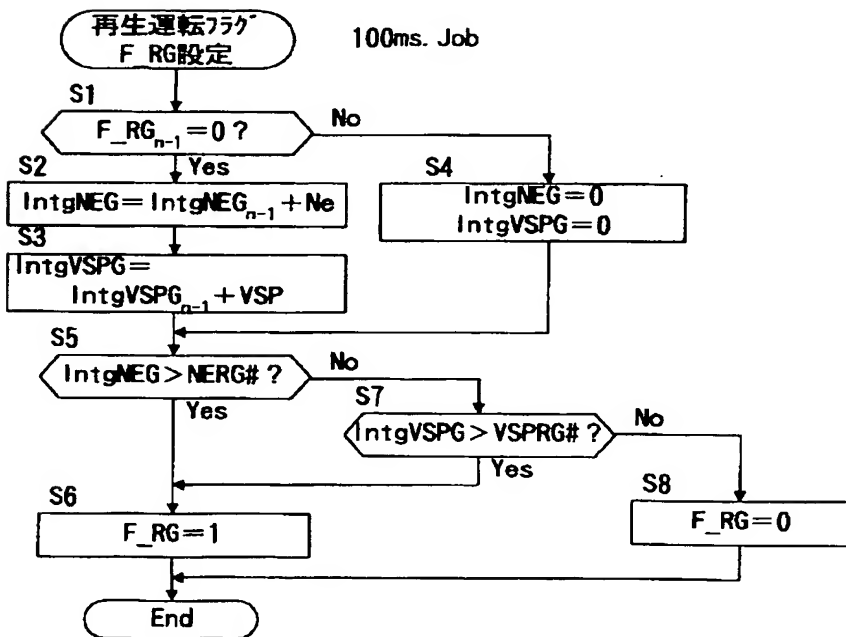 再生運転フラグ
F_RG設定
100ms. Job
S1
F_RGn-1=0?
No
Yes
S2
IntgNEG=IntgNEGn-1+Ne
S3
IntgVSPG=
IntgVSPGn-1+VSP
S4
IntgNEG=0
IntgVSPG=0
S5
IntgNEG>NERG#?
No
Yes
S7
IntgVSPG>VSPRG#?
No
Yes
S6
F_RG=1
S8
F_RG=0
End